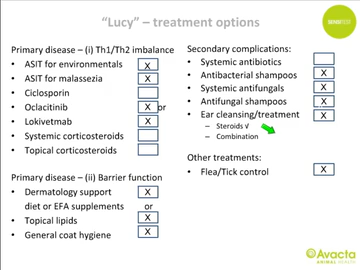 “Lucy” – treatment options
SENSITEST
Primary disease – (i) Th1/Th2 imbalance
• ASIT for environmentals X
• ASIT for malassezia X
• Ciclosporin
• Oclacitinib X or
• Lokivetmab X
• Systemic corticosteroids
• Topical corticosteroids
Primary disease – (ii) Barrier function
• Dermatology support X
diet or EFA supplements or
• Topical lipids X
• General coat hygiene X
Secondary complications:
• Systemic antibiotics
• Antibacterial shampoos X
• Systemic antifungals X
• Antifungal shampoos X
• Ear cleansing/treatment X
– Steroids √
– Combination
Other treatments:
• Flea/Tick control X
Avacta
ANIMAL HEALTH